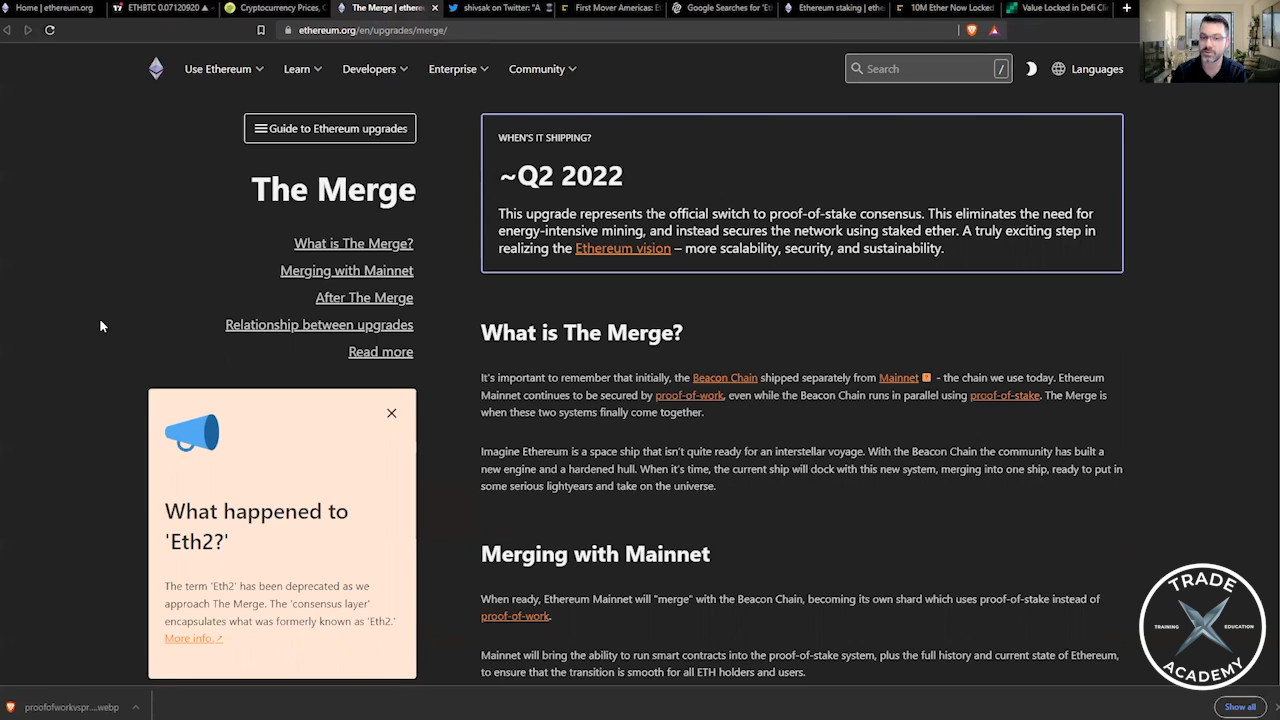 Home | ethereum.org
ETHBTC 0.07120920 ▲
Cryptocurrency Prices, C
The Merge | ethere
shivsak on Twitter: "A
First Mover Americas: E
Google Searches for 'Et
Ethereum staking | eth
10M Ether Now Locked
Value Locked in Defi Cl
ethereum.org/en/upgrades/merge/
Use Ethereum
Learn
Developers
Enterprise
Community
Search
/
Languages
Guide to Ethereum upgrades
The Merge
What is The Merge?
Merging with Mainnet
After The Merge
Relationship between upgrades
Read more
What happened to
'Eth2?'
The term 'Eth2' has been deprecated as we
approach The Merge. The 'consensus layer'
encapsulates what was formerly known as 'Eth2.'
More info.↗
WHEN'S IT SHIPPING?
~Q2 2022
This upgrade represents the official switch to proof-of-stake consensus. This eliminates the need for
energy-intensive mining, and instead secures the network using staked ether. A truly exciting step in
realizing the Ethereum vision – more scalability, security, and sustainability.
What is The Merge?
It's important to remember that initially, the Beacon Chain shipped separately from Mainnet - the chain we use today. Ethereum
Mainnet continues to be secured by proof-of-work, even while the Beacon Chain runs in parallel using proof-of-stake. The Merge is
when these two systems finally come together.
Imagine Ethereum is a space ship that isn't quite ready for an interstellar voyage. With the Beacon Chain the community has built a
new engine and a hardened hull. When it's time, the current ship will dock with this new system, merging into one ship, ready to put in
some serious lightyears and take on the universe.
Merging with Mainnet
When ready, Ethereum Mainnet will "merge" with the Beacon Chain, becoming its own shard which uses proof-of-stake instead of
proof-of-work.
Mainnet will bring the ability to run smart contracts into the proof-of-stake system, plus the full history and current state of Ethereum,
to ensure that the transition is smooth for all ETH holders and users.
TRADE
TRAINING
EDUCATION
ACADEMY
proofofworkvspr....webp
Show all